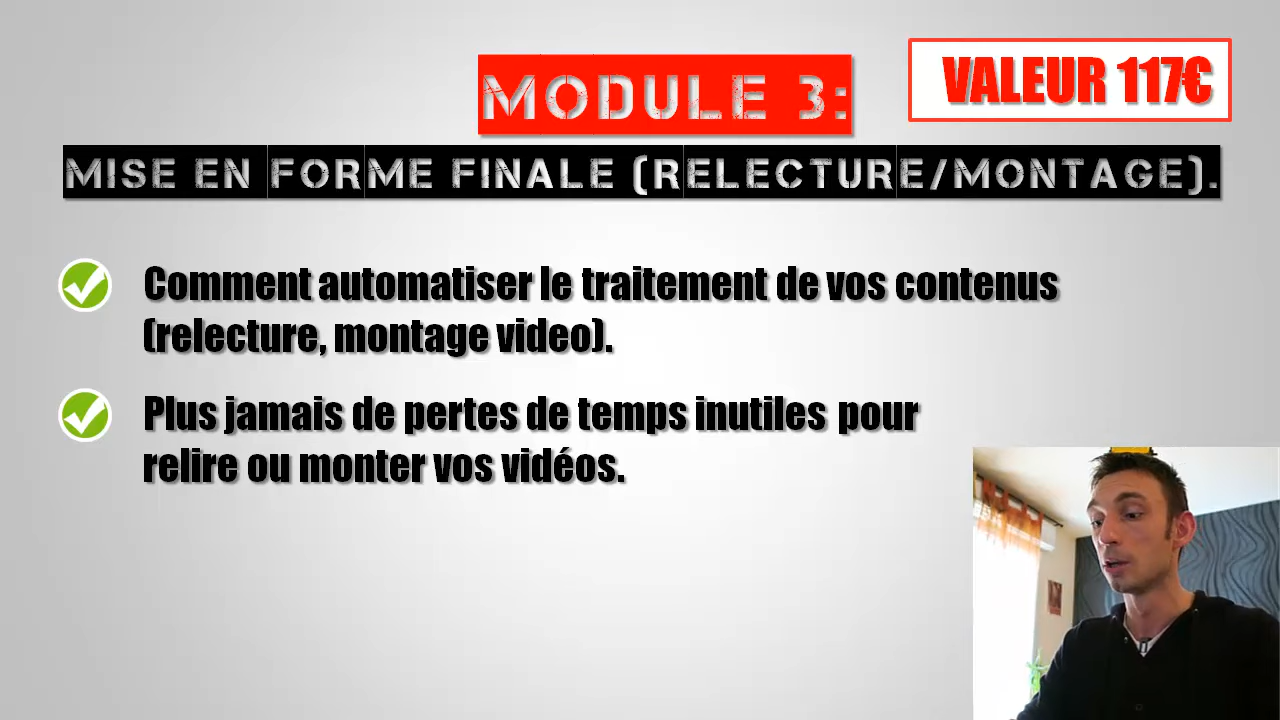 MODULE 3:
VALEUR 117€
MISE EN FORME FINALE (RELECTURE/MONTAGE).
Comment automatiser le traitement de vos contenus
(relecture, montage video).
Plus jamais de pertes de temps inutiles pour
relire ou monter vos vidéos.